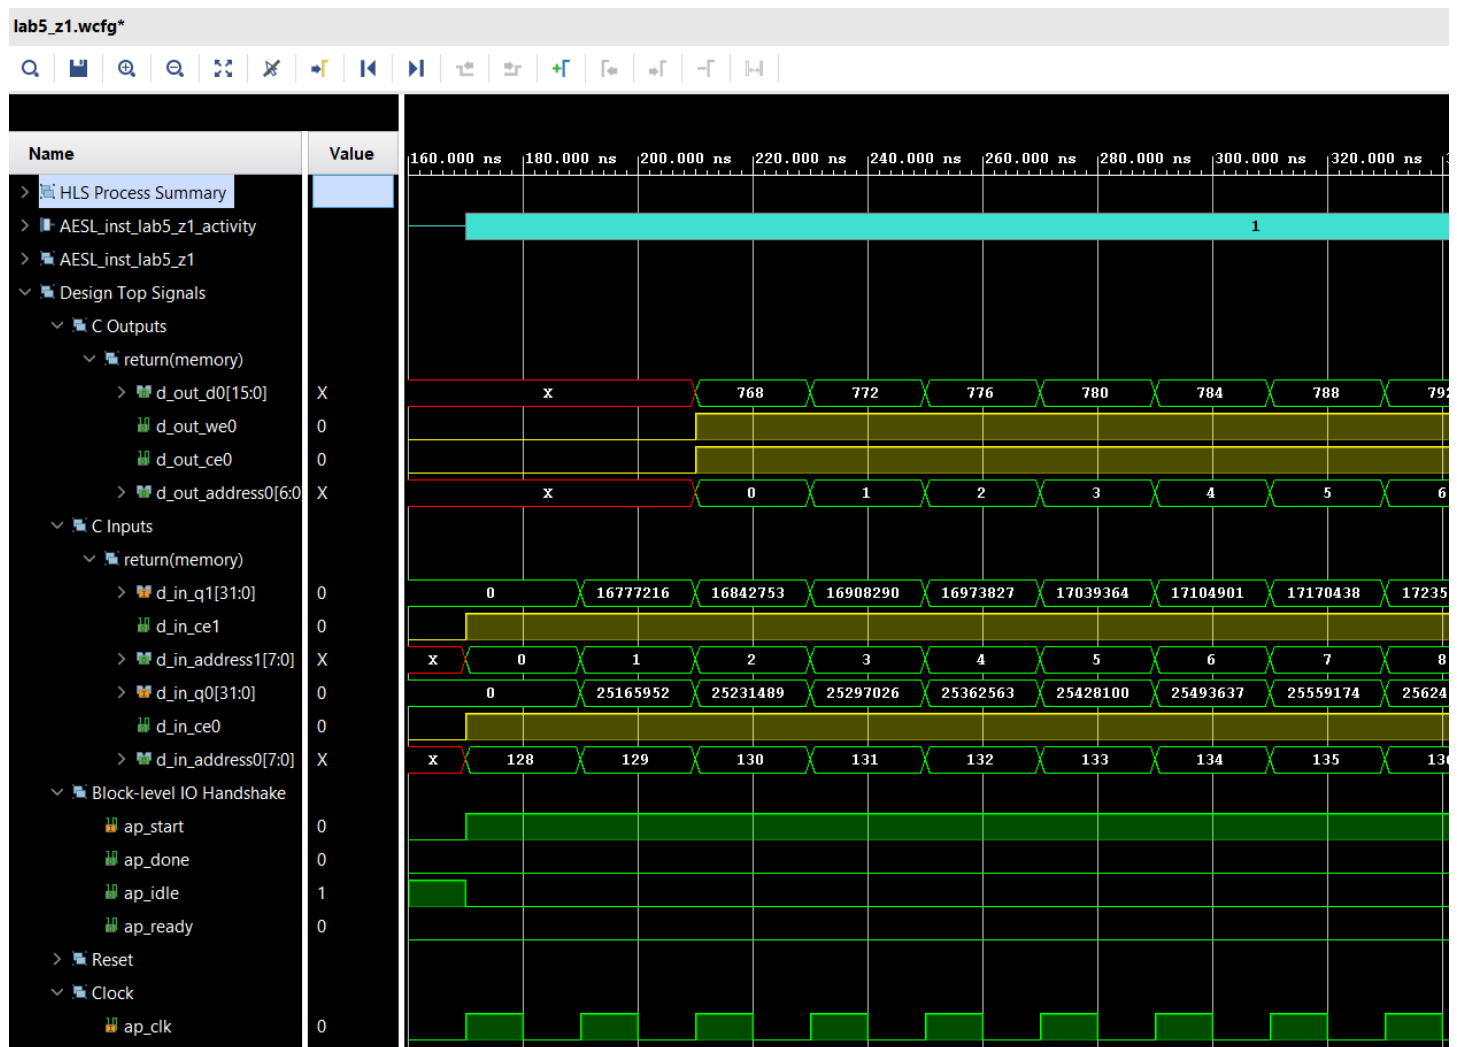 lab5_z1.wcfg*
Name Value 160.000 ns 180.000 ns 200.000 ns 220.000 ns 240.000 ns 260.000 ns 280.000 ns 300.000 ns 320.000 ns
HLS Process Summary
AESL_inst_lab5_z1_activity 1
AESL_inst_lab5_z1
Design Top Signals
C Outputs
return(memory)
d_out_d0[15:0] X X 768 772 776 780 784 788 792
d_out_we0 0
d_out_ce0 0
d_out_address0[6:0 X X 0 1 2 3 4 5 6
C Inputs
return(memory)
d_in_q1[31:0] 0 0 16777216 16842753 16908290 16973827 17039364 17104901 17170438 17235
d_in_ce1 0
d_in_address1[7:0] X X 0 1 2 3 4 5 6 7 8
d_in_q0[31:0] 0 0 25165952 25231489 25297026 25362563 25428100 25493637 25559174 25624
d_in_ce0 0
d_in_address0[7:0] X X 128 129 130 131 132 133 134 135
Block-level IO Handshake
ap_start 0
ap_done 0
ap_idle 1
ap_ready 0
Reset
Clock
ap_clk 0